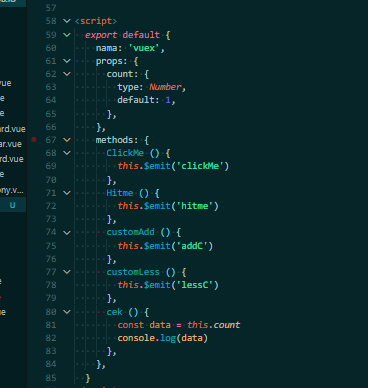 57
58 <script>
59 export default {
60 nama: 'vuex',
61 props: {
62 count: {
63 type: Number,
64 default: 1,
65 },
66 },
67 methods: {
68 ClickMe () {
69 this.$emit('clickMe')
70 },
71 Hitme () {
72 this.$emit('hitme')
73 },
74 customAdd () {
75 this.$emit('addC')
76 },
77 customLess () {
78 this.$emit('lessC')
79 },
80 cek () {
81 const data = this.count
82 console.log(data)
83 },
84 },
85 }
vue
e
e
rd.vue
ar.vue
rd.vue
e
ony.v...
U
e
e
ue